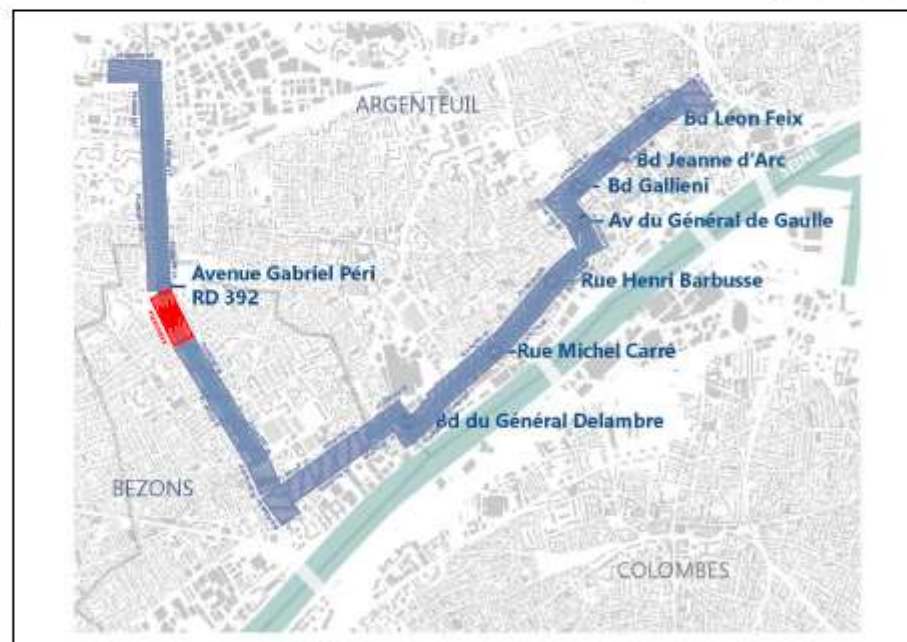 ARGENTEUIL
Bd Léon Feix
Bd Jeanne d'Arc
Bd Gallieni
Av du Général de Gaulle
Avenue Gabriel Péri
RD 392
Rue Henri Barbusse
Rue Michel Carré
Bd du Général Delambre
BEZONS
COLOMBES